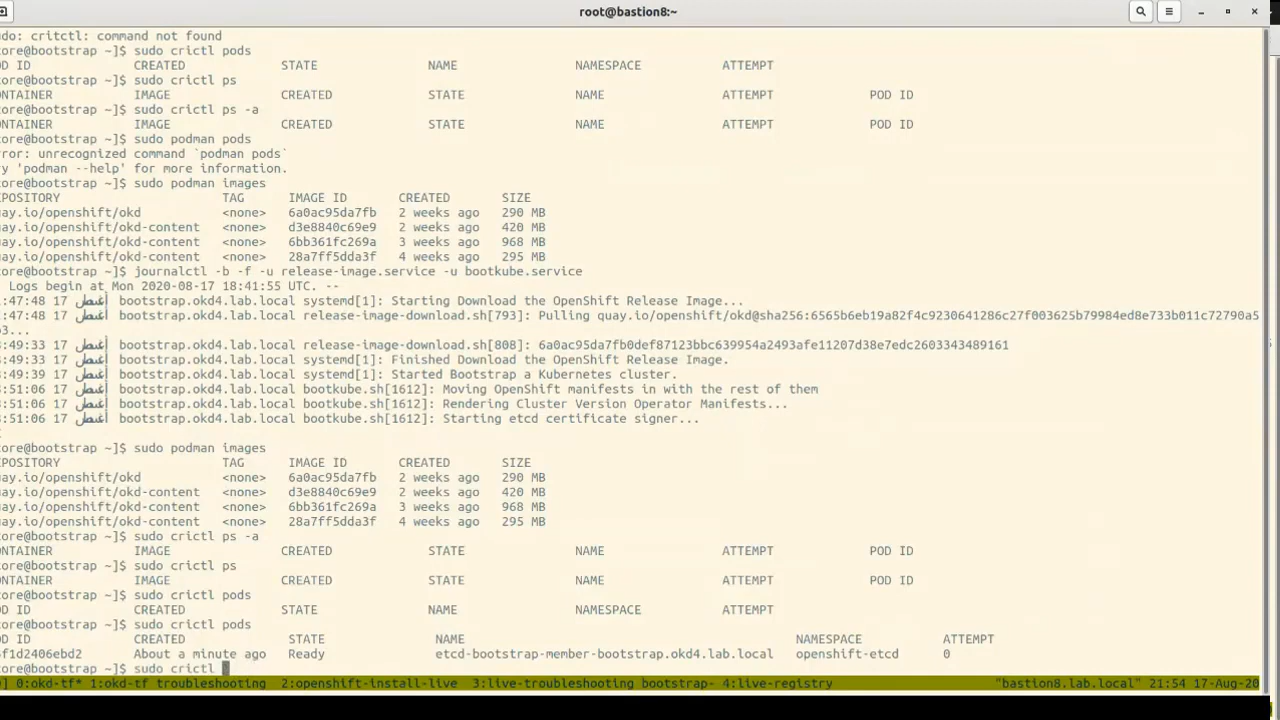 root@bastion8:~
do: critctl: command not found
ore@bootstrap ~]$ sudo crictl pods
D ID CREATED STATE NAME NAMESPACE ATTEMPT
ore@bootstrap ~]$ sudo crictl ps
ONTAINER IMAGE CREATED STATE NAME ATTEMPT POD ID
ore@bootstrap ~]$ sudo crictl ps -a
ONTAINER IMAGE CREATED STATE NAME ATTEMPT POD ID
ore@bootstrap ~]$ sudo podman pods
ror: unrecognized command `podman pods`
y 'podman --help' for more information.
ore@bootstrap ~]$ sudo podman images
POSITORY TAG IMAGE ID CREATED SIZE
ay.io/openshift/okd <none> 6a0ac95da7fb 2 weeks ago 290 MB
ay.io/openshift/okd-content <none> d3e8840c69e9 2 weeks ago 420 MB
ay.io/openshift/okd-content <none> 6bb361fc269a 3 weeks ago 968 MB
ay.io/openshift/okd-content <none> 28a7ff5dda3f 4 weeks ago 295 MB
ore@bootstrap ~]$ journalctl -b -f -u release-image.service -u bootkube.service
Logs begin at Mon 2020-08-17 18:41:55 UTC. --
:47:48 17 أغسطس bootstrap.okd4.lab.local systemd[1]: Starting Download the OpenShift Release Image...
:47:48 17 أغسطس bootstrap.okd4.lab.local release-image-download.sh[793]: Pulling quay.io/openshift/okd@sha256:6565b6eb19a82f4c9230641286c27f003625b79984ed8e733b011c72790a5
b3...
:49:33 17 أغسطس bootstrap.okd4.lab.local release-image-download.sh[808]: 6a0ac95da7fb0def87123bbc639954a2493afe11207d38e7edc2603343489161
:49:33 17 أغسطس bootstrap.okd4.lab.local systemd[1]: Finished Download the OpenShift Release Image.
:49:39 17 أغسطس bootstrap.okd4.lab.local systemd[1]: Started Bootstrap a Kubernetes cluster.
:51:06 17 أغسطس bootstrap.okd4.lab.local bootkube.sh[1612]: Moving OpenShift manifests in with the rest of them
:51:06 17 أغسطس bootstrap.okd4.lab.local bootkube.sh[1612]: Rendering Cluster Version Operator Manifests...
:51:06 17 أغسطس bootstrap.okd4.lab.local bootkube.sh[1612]: Starting etcd certificate signer...
ore@bootstrap ~]$ sudo podman images
POSITORY TAG IMAGE ID CREATED SIZE
ay.io/openshift/okd <none> 6a0ac95da7fb 2 weeks ago 290 MB
ay.io/openshift/okd-content <none> d3e8840c69e9 2 weeks ago 420 MB
ay.io/openshift/okd-content <none> 6bb361fc269a 3 weeks ago 968 MB
ay.io/openshift/okd-content <none> 28a7ff5dda3f 4 weeks ago 295 MB
ore@bootstrap ~]$ sudo crictl ps -a
ONTAINER IMAGE CREATED STATE NAME ATTEMPT POD ID
ore@bootstrap ~]$ sudo crictl ps
ONTAINER IMAGE CREATED STATE NAME ATTEMPT POD ID
ore@bootstrap ~]$ sudo crictl pods
D ID CREATED STATE NAME NAMESPACE ATTEMPT
ore@bootstrap ~]$ sudo crictl pods
D ID CREATED STATE NAME NAMESPACE ATTEMPT
f1d2406ebd2 About a minute ago Ready etcd-bootstrap-member-bootstrap.okd4.lab.local openshift-etcd 0
ore@bootstrap ~]$ sudo crictl
] 0:okd-tf* 1:okd-tf troubleshooting 2:openshift-install-live 3:live-troubleshooting bootstrap- 4:live-registry "bastion8.lab.local" 21:54 17-Aug-20